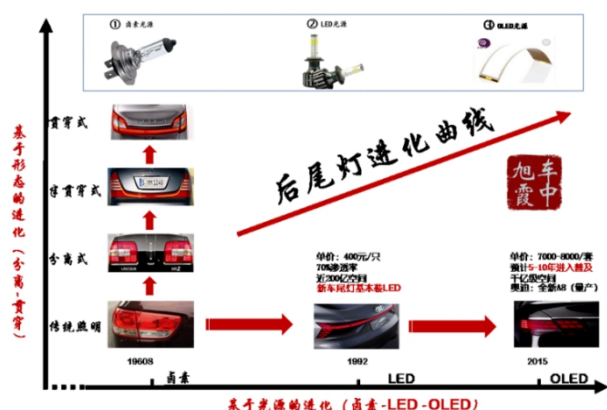 ① 卤素光源
② LED光源
③ OLED光源
基于形态的进化(分离-贯穿)
贯穿式
半贯穿式
分离式
传统照明
后尾灯进化曲线
车中旭霞
单价:400元/只
70%渗透率
近200亿空间
新车尾灯基本被LED
单价:7000-8000/套
预计5-10年进入普及
千亿级空间
奥迪:全新A8(量产)
19608
1992
2015
卤素
LED
OLED
基于光源的进化(卤素-LED-OLED)